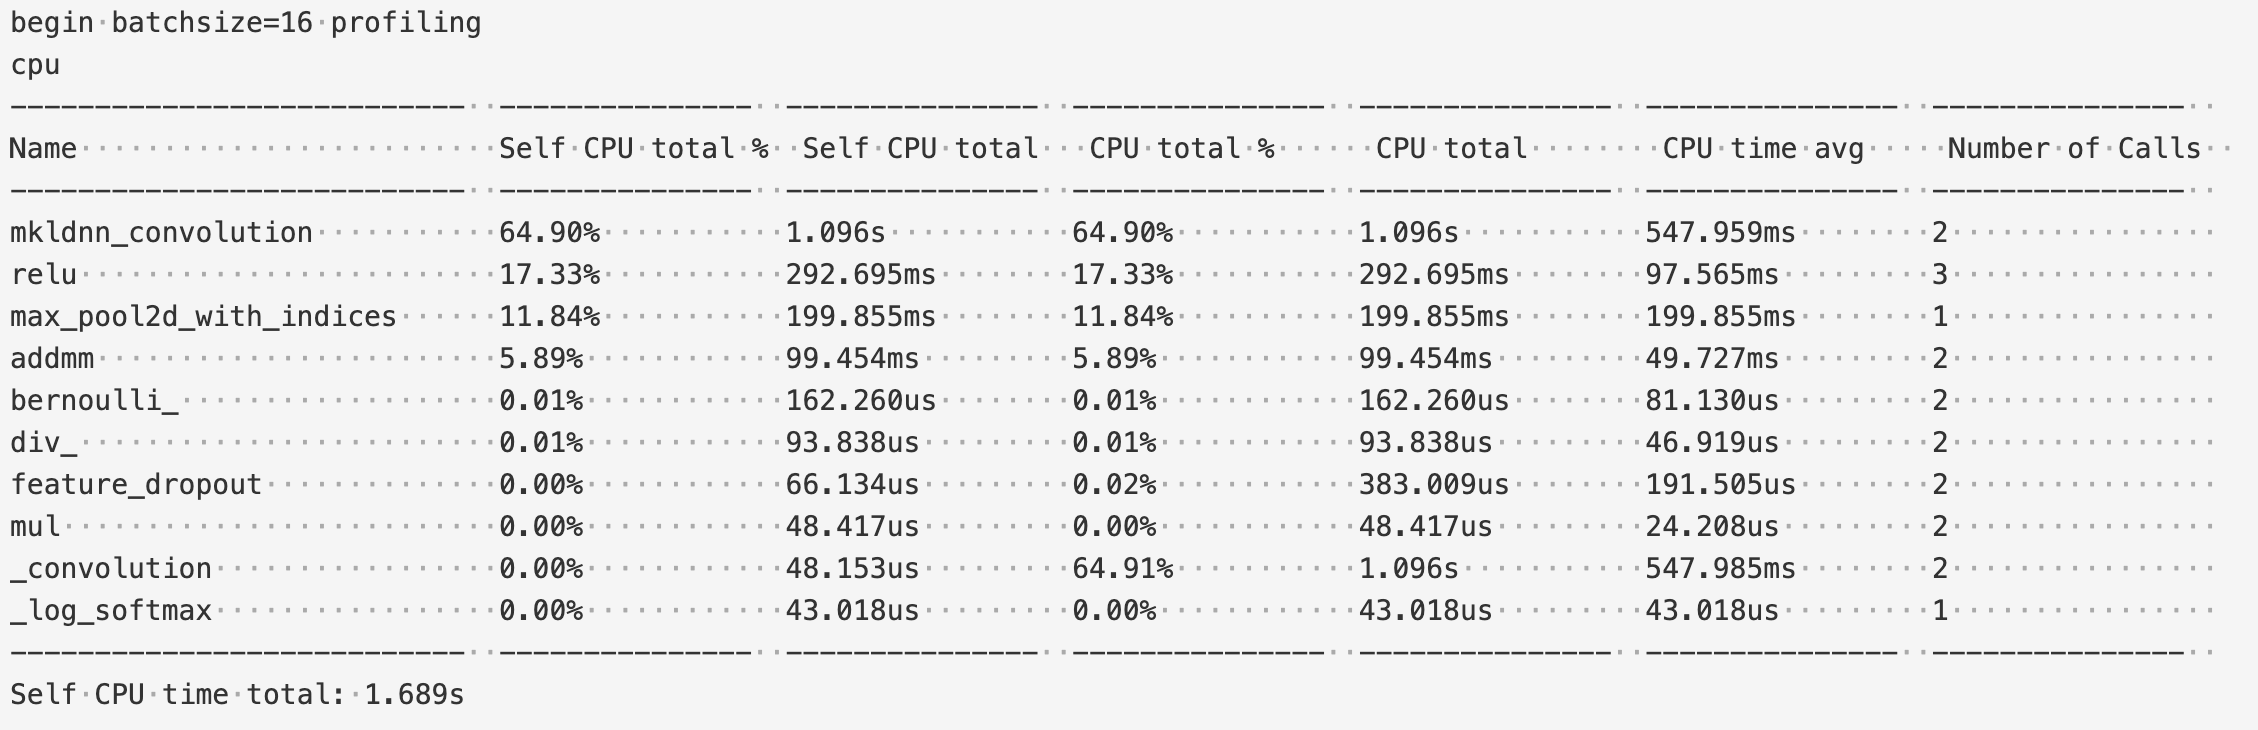 begin batchsize=16 profiling
cpu
---------------------------  ---------------  ---------------  ---------------  ---------------  ---------------  ---------------
Name                         Self CPU total %  Self CPU total   CPU total %      CPU total        CPU time avg     Number of Calls
---------------------------  ---------------  ---------------  ---------------  ---------------  ---------------  ---------------
mkldnn_convolution           64.90%           1.096s           64.90%           1.096s           547.959ms        2
relu                         17.33%           292.695ms        17.33%           292.695ms        97.565ms         3
max_pool2d_with_indices      11.84%           199.855ms        11.84%           199.855ms        199.855ms        1
addmm                        5.89%            99.454ms         5.89%            99.454ms         49.727ms         2
bernoulli_                   0.01%            162.260us        0.01%            162.260us        81.130us         2
div_                         0.01%            93.838us         0.01%            93.838us         46.919us         2
feature_dropout              0.00%            66.134us         0.02%            383.009us        191.505us        2
mul                          0.00%            48.417us         0.00%            48.417us         24.208us         2
_convolution                 0.00%            48.153us         64.91%           1.096s           547.985ms        2
_log_softmax                 0.00%            43.018us         0.00%            43.018us         43.018us         1
---------------------------  ---------------  ---------------  ---------------  ---------------  ---------------  ---------------
Self CPU time total: 1.689s